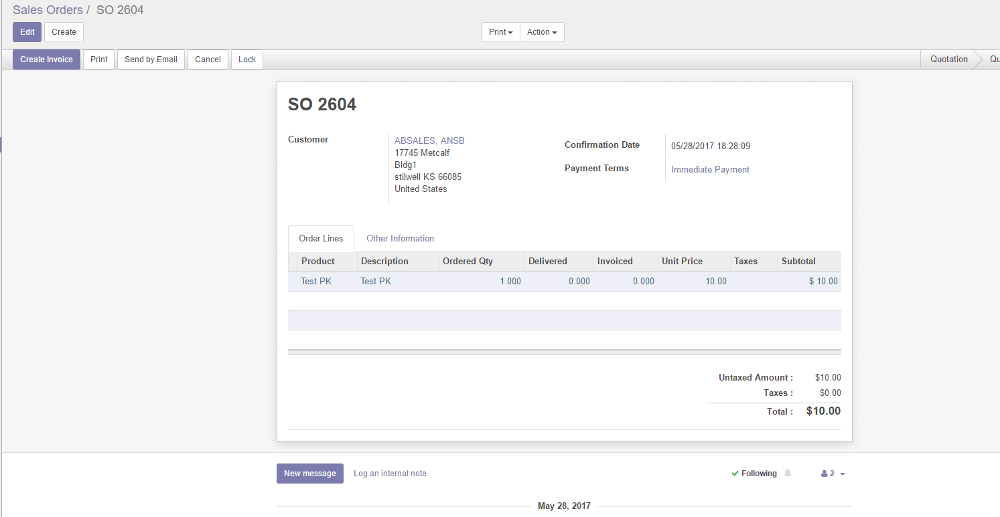 Sales Orders / SO 2604
Edit Create Print Action
Create Invoice Print Send by Email Cancel Lock Quotation Qu
SO 2604
Customer
ABSALES, ANSB
17745 Metcalf
Bldg1
stilwell KS 66085
United States
Confirmation Date 05/28/2017 18:28:09
Payment Terms Immediate Payment
Order Lines Other Information
Product Description Ordered Qty Delivered Invoiced Unit Price Taxes Subtotal
Test PK Test PK 1.000 0.000 0.000 10.00 $ 10.00
Untaxed Amount : $10.00
Taxes : $0.00
Total : $10.00
New message Log an internal note Following 2
May 28, 2017